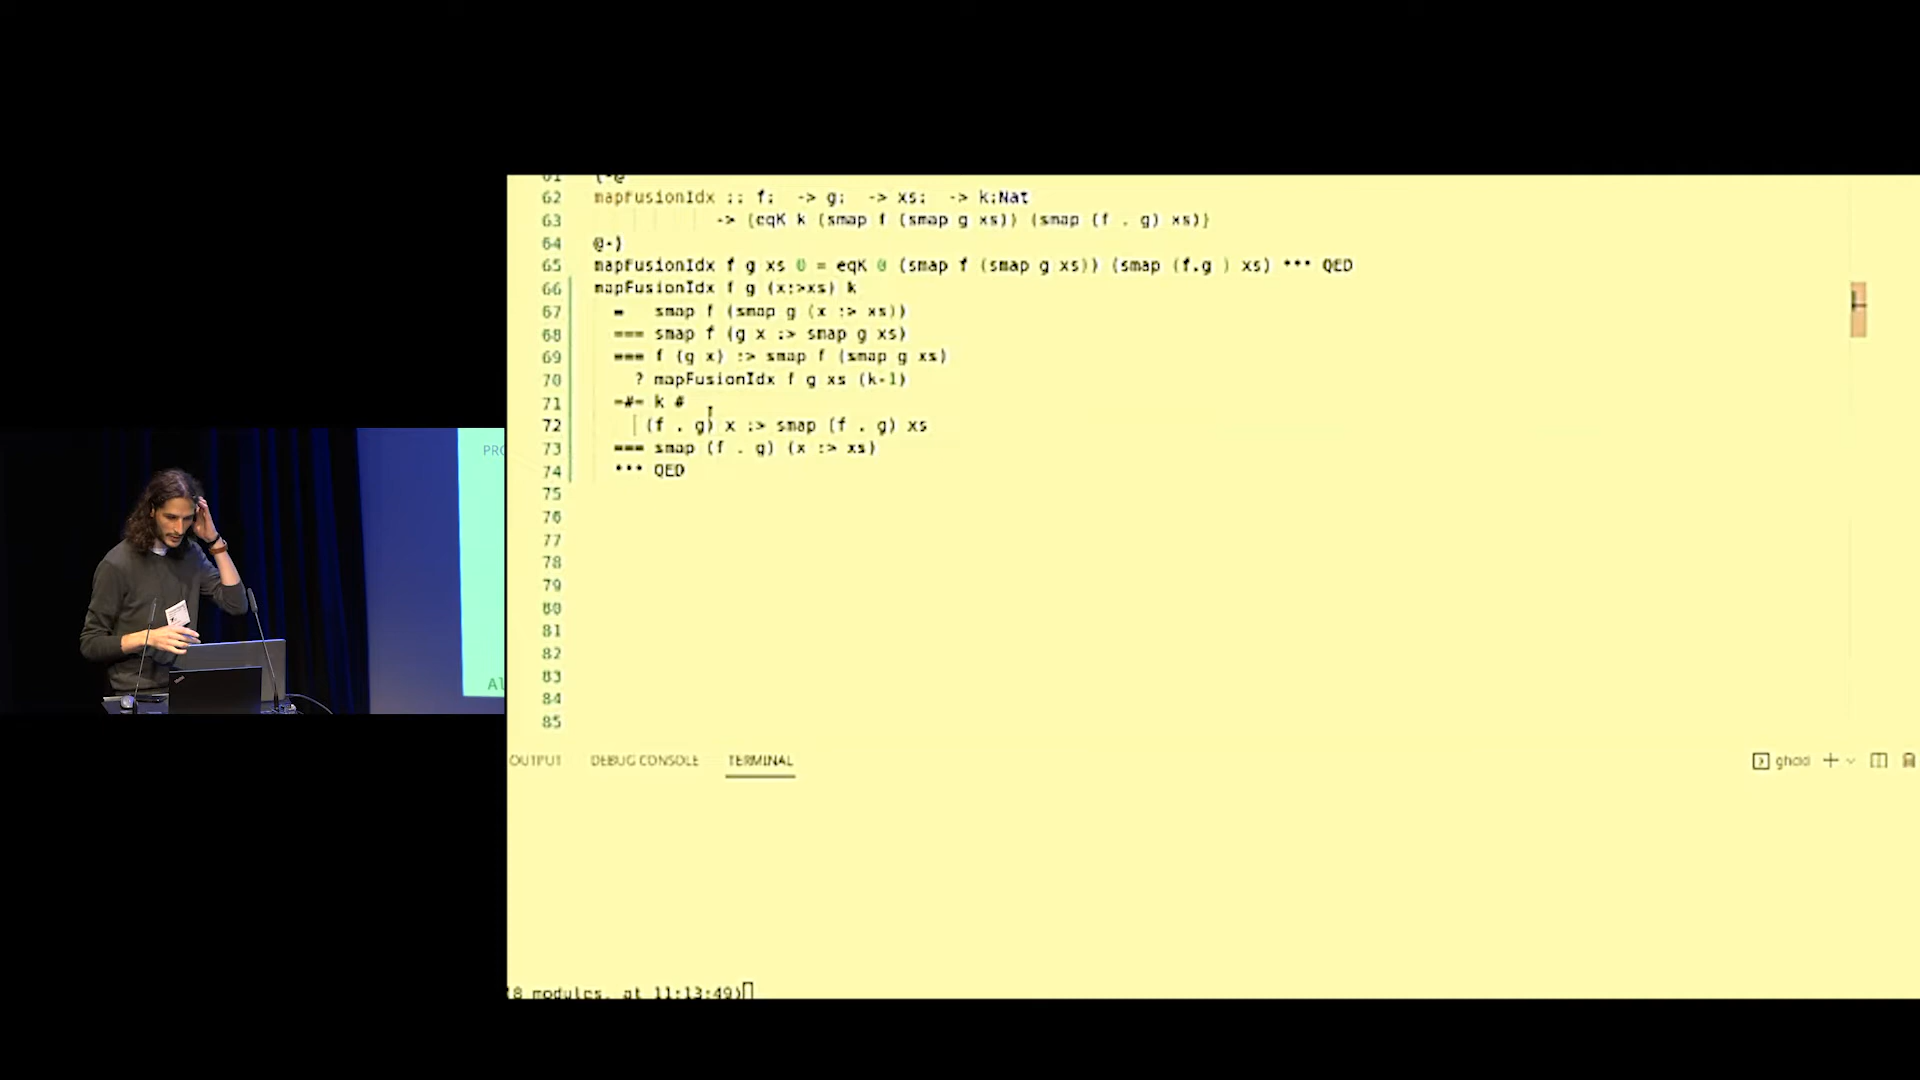 PRO
Al
61 {-@
62 mapFusionIdx :: f:_ -> g:_ -> xs:_ -> k:Nat
63 -> {eqK k (smap f (smap g xs)) (smap (f . g) xs)}
64 @-}
65 mapFusionIdx f g xs 0 = eqK 0 (smap f (smap g xs)) (smap (f.g ) xs) *** QED
66 mapFusionIdx f g (x:>xs) k
67 = smap f (smap g (x :> xs))
68 === smap f (g x :> smap g xs)
69 === f (g x) :> smap f (smap g xs)
70 ? mapFusionIdx f g xs (k-1)
71 =#= k #
72 (f . g) x :> smap (f . g) xs
73 === smap (f . g) (x :> xs)
74 *** QED
75
76
77
78
79
80
81
82
83
84
85
OUTPUT DEBUG CONSOLE TERMINAL ghcid
8 modules, at 11:13:49)